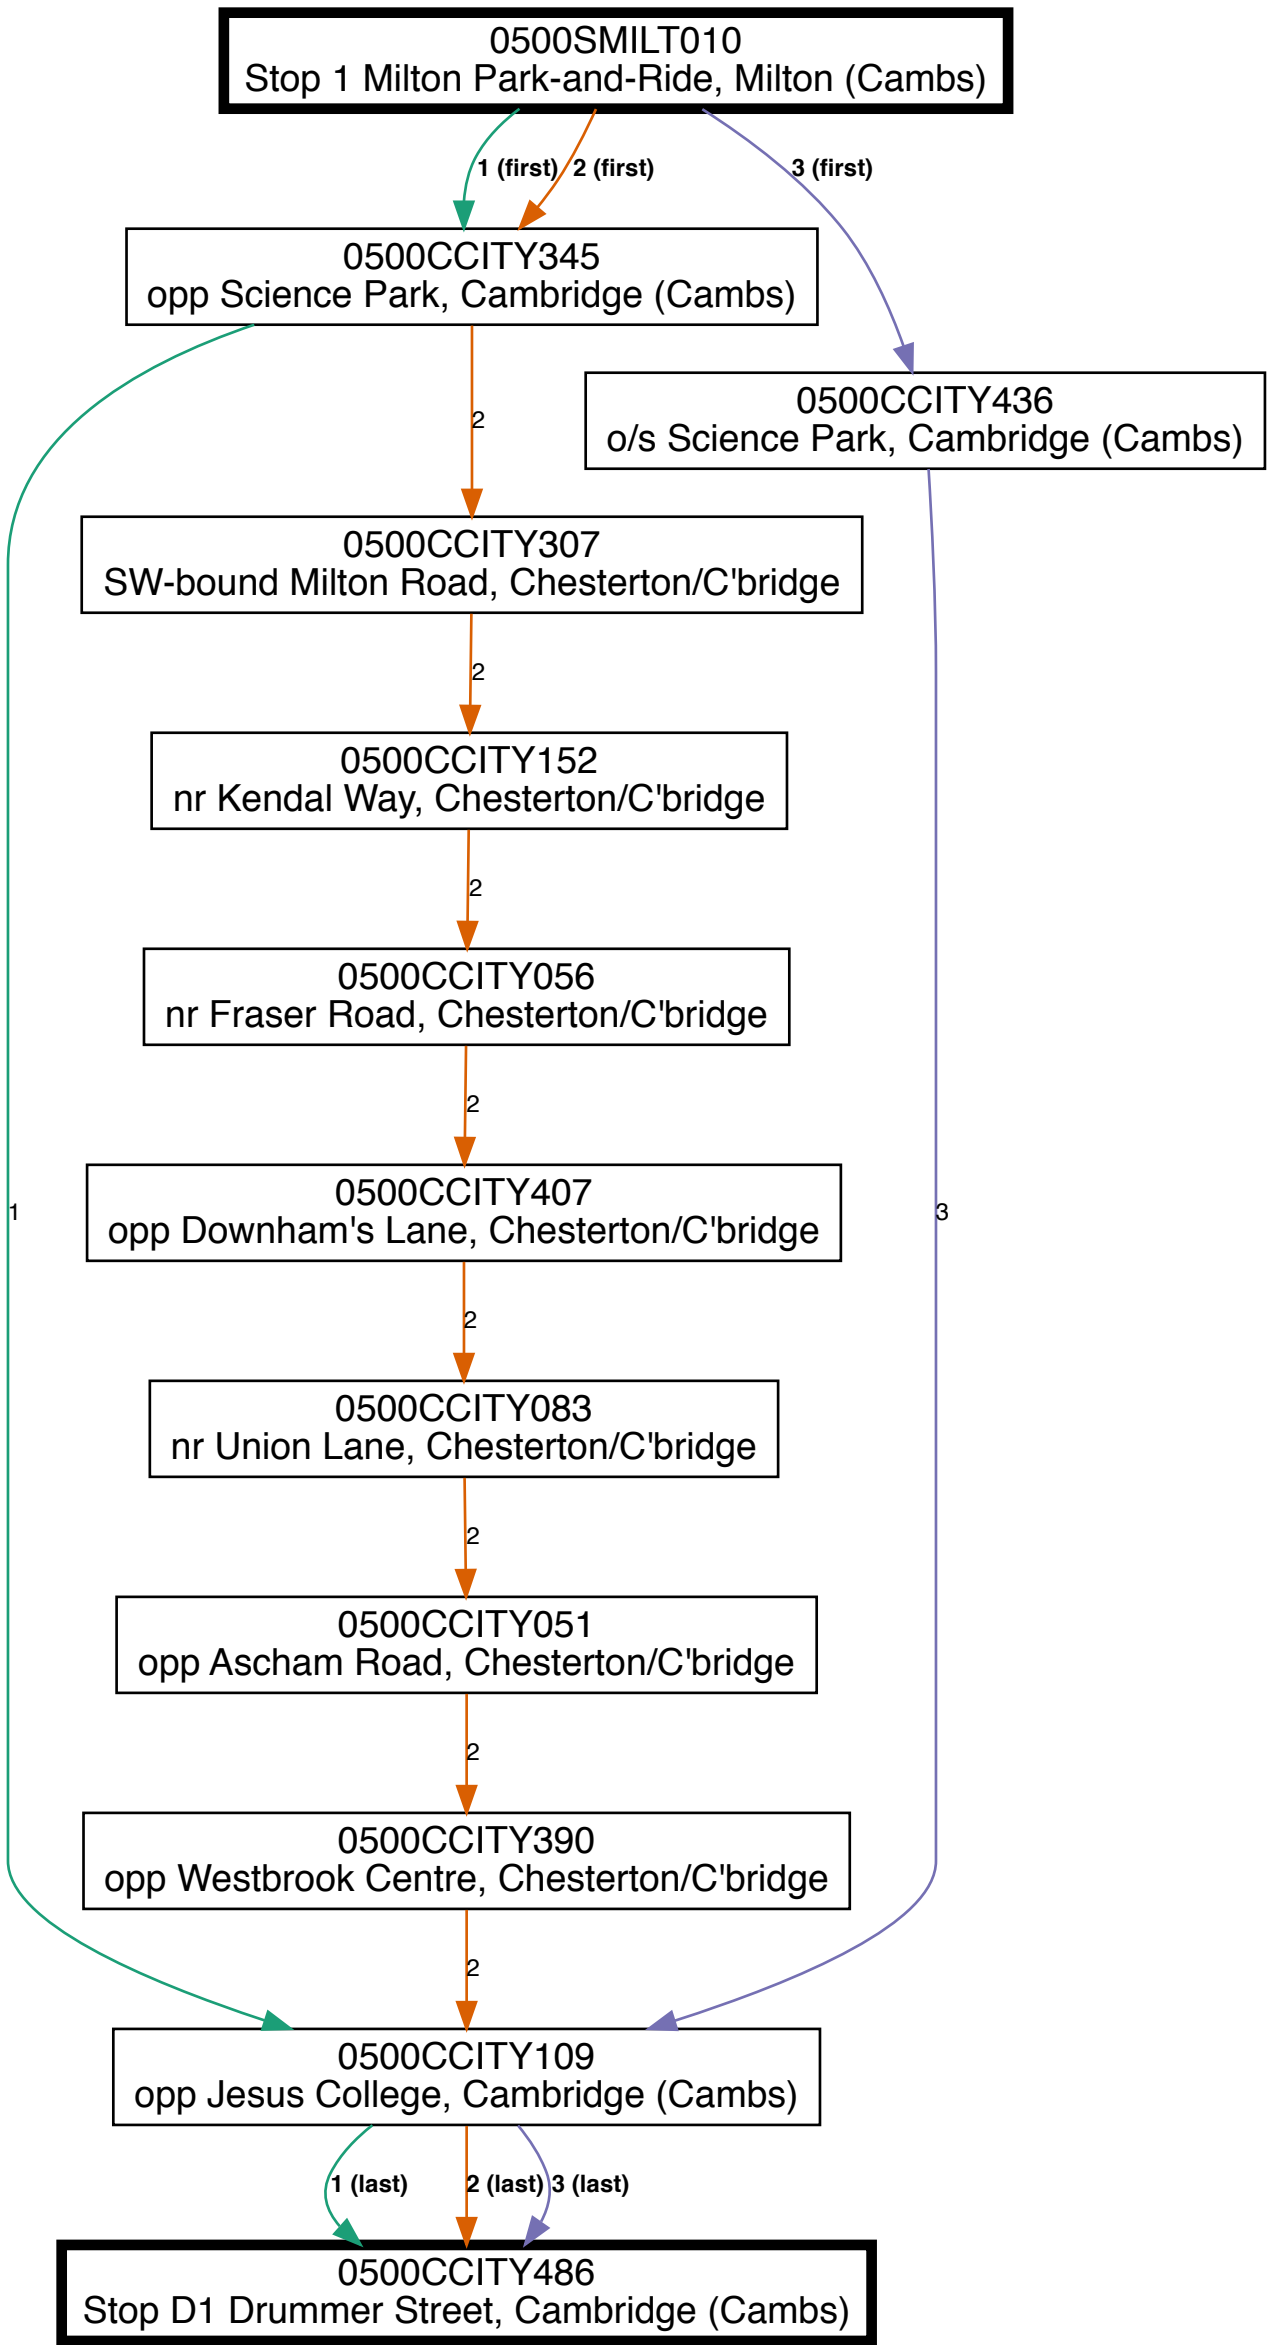 0500SMILT010
Stop 1 Milton Park-and-Ride, Milton (Cambs)
1 (first)
2 (first)
3 (first)
0500CCITY345
opp Science Park, Cambridge (Cambs)
0500CCITY436
o/s Science Park, Cambridge (Cambs)
2
0500CCITY307
SW-bound Milton Road, Chesterton/C'bridge
2
0500CCITY152
nr Kendal Way, Chesterton/C'bridge
2
0500CCITY056
nr Fraser Road, Chesterton/C'bridge
2
0500CCITY407
opp Downham's Lane, Chesterton/C'bridge
1
3
2
0500CCITY083
nr Union Lane, Chesterton/C'bridge
2
0500CCITY051
opp Ascham Road, Chesterton/C'bridge
2
0500CCITY390
opp Westbrook Centre, Chesterton/C'bridge
2
0500CCITY109
opp Jesus College, Cambridge (Cambs)
1 (last)
2 (last)
3 (last)
0500CCITY486
Stop D1 Drummer Street, Cambridge (Cambs)